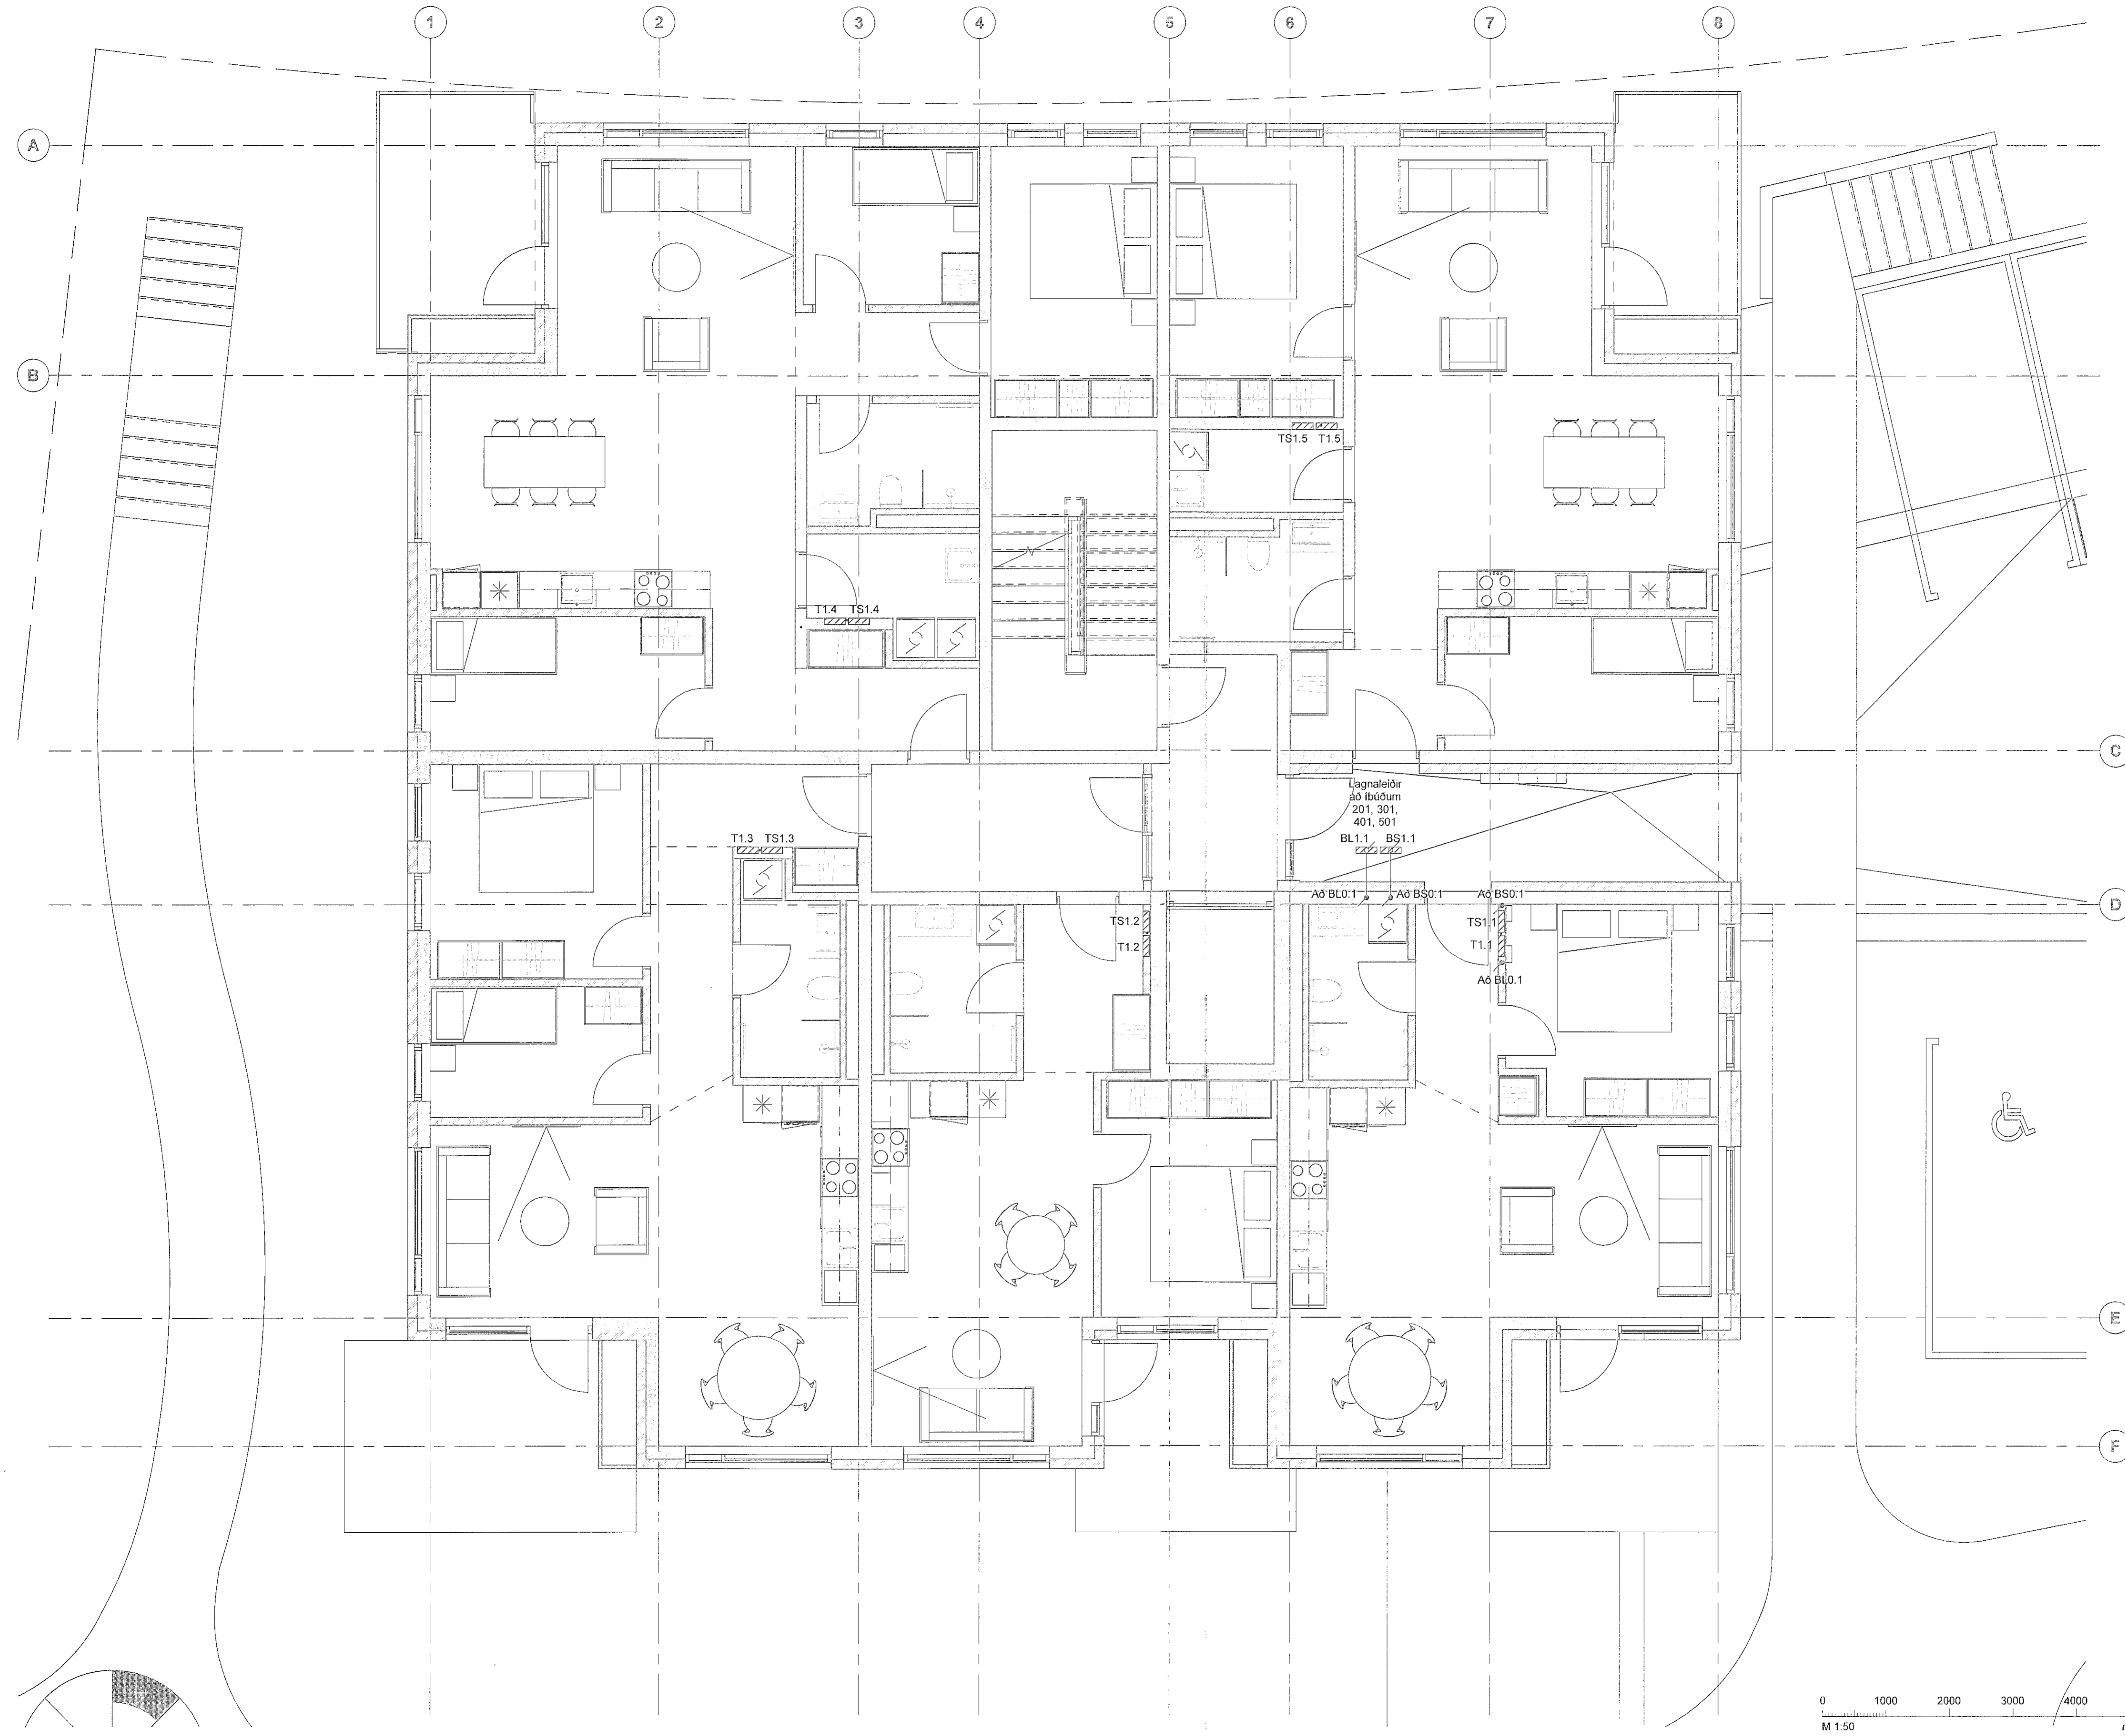 1 2 3 4 5 6 7 8
A
B
TS1.5 T1.5
T1.4 TS1.4
C
Lagnaleiðir
að íbúðum
201, 301,
401, 501
T1.3 TS1.3
BL1.1 BS1.1
Að BL0.1 Að BS0.1 Að BS0.1
D
TS1.2
TS1.1
T1.2
T1.1
Að BL0.1
E
F
0 1000 2000 3000 4000
M 1:50